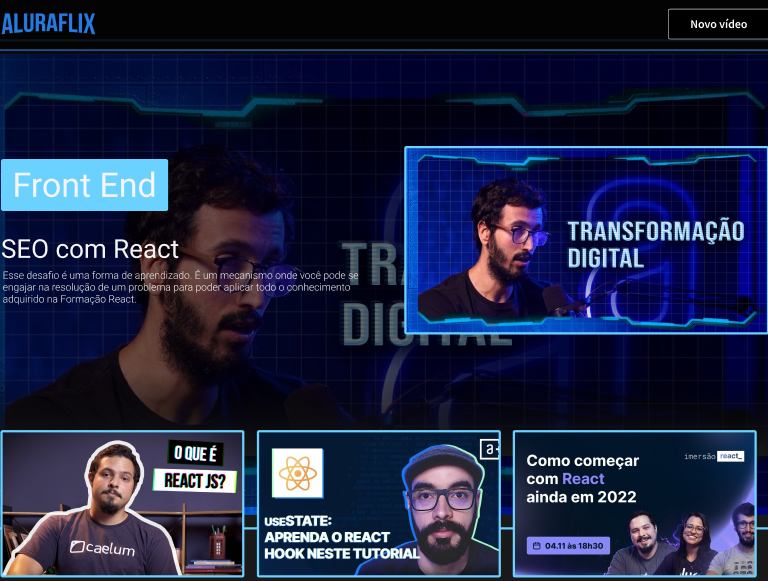 ALURAFLIX
Novo vídeo
Front End
SEO com React
Esse desafio é uma forma de aprendizado. É um mecanismo onde você pode se
engajar na resolução de um problema para poder aplicar todo o conhecimento
adquirido na Formação React.
TRANSFORMAÇÃO
DIGITAL
TR
DIGITAL
O QUE É
REACT JS?
caelum
a
USESTATE:
APRENDA O REACT
HOOK NESTE TUTORIAL
imersão react_
Como começar
com React
ainda em 2022
04.11 às 18h30